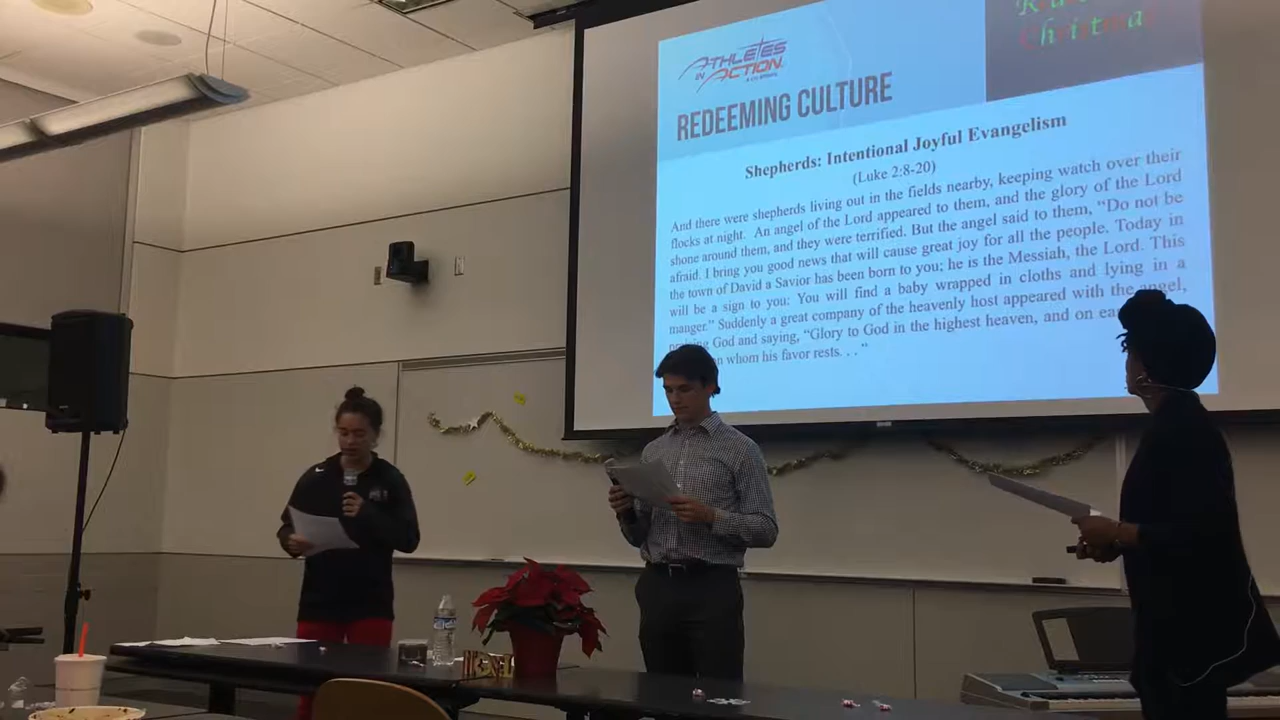 Christmas
ATHLETES
IN ACTION
REDEEMING CULTURE
Shepherds: Intentional Joyful Evangelism
(Luke 2:8-20)
And there were shepherds living out in the fields nearby, keeping watch over their
flocks at night. An angel of the Lord appeared to them, and the glory of the Lord
shone around them, and they were terrified. But the angel said to them, “Do not be
afraid. I bring you good news that will cause great joy for all the people. Today in
the town of David a Savior has been born to you; he is the Messiah, the Lord. This
will be a sign to you: You will find a baby wrapped in cloths and lying in a
manger.” Suddenly a great company of the heavenly host appeared with the angel,
God and saying, “Glory to God in the highest heaven, and on
whom his favor rests. . .”